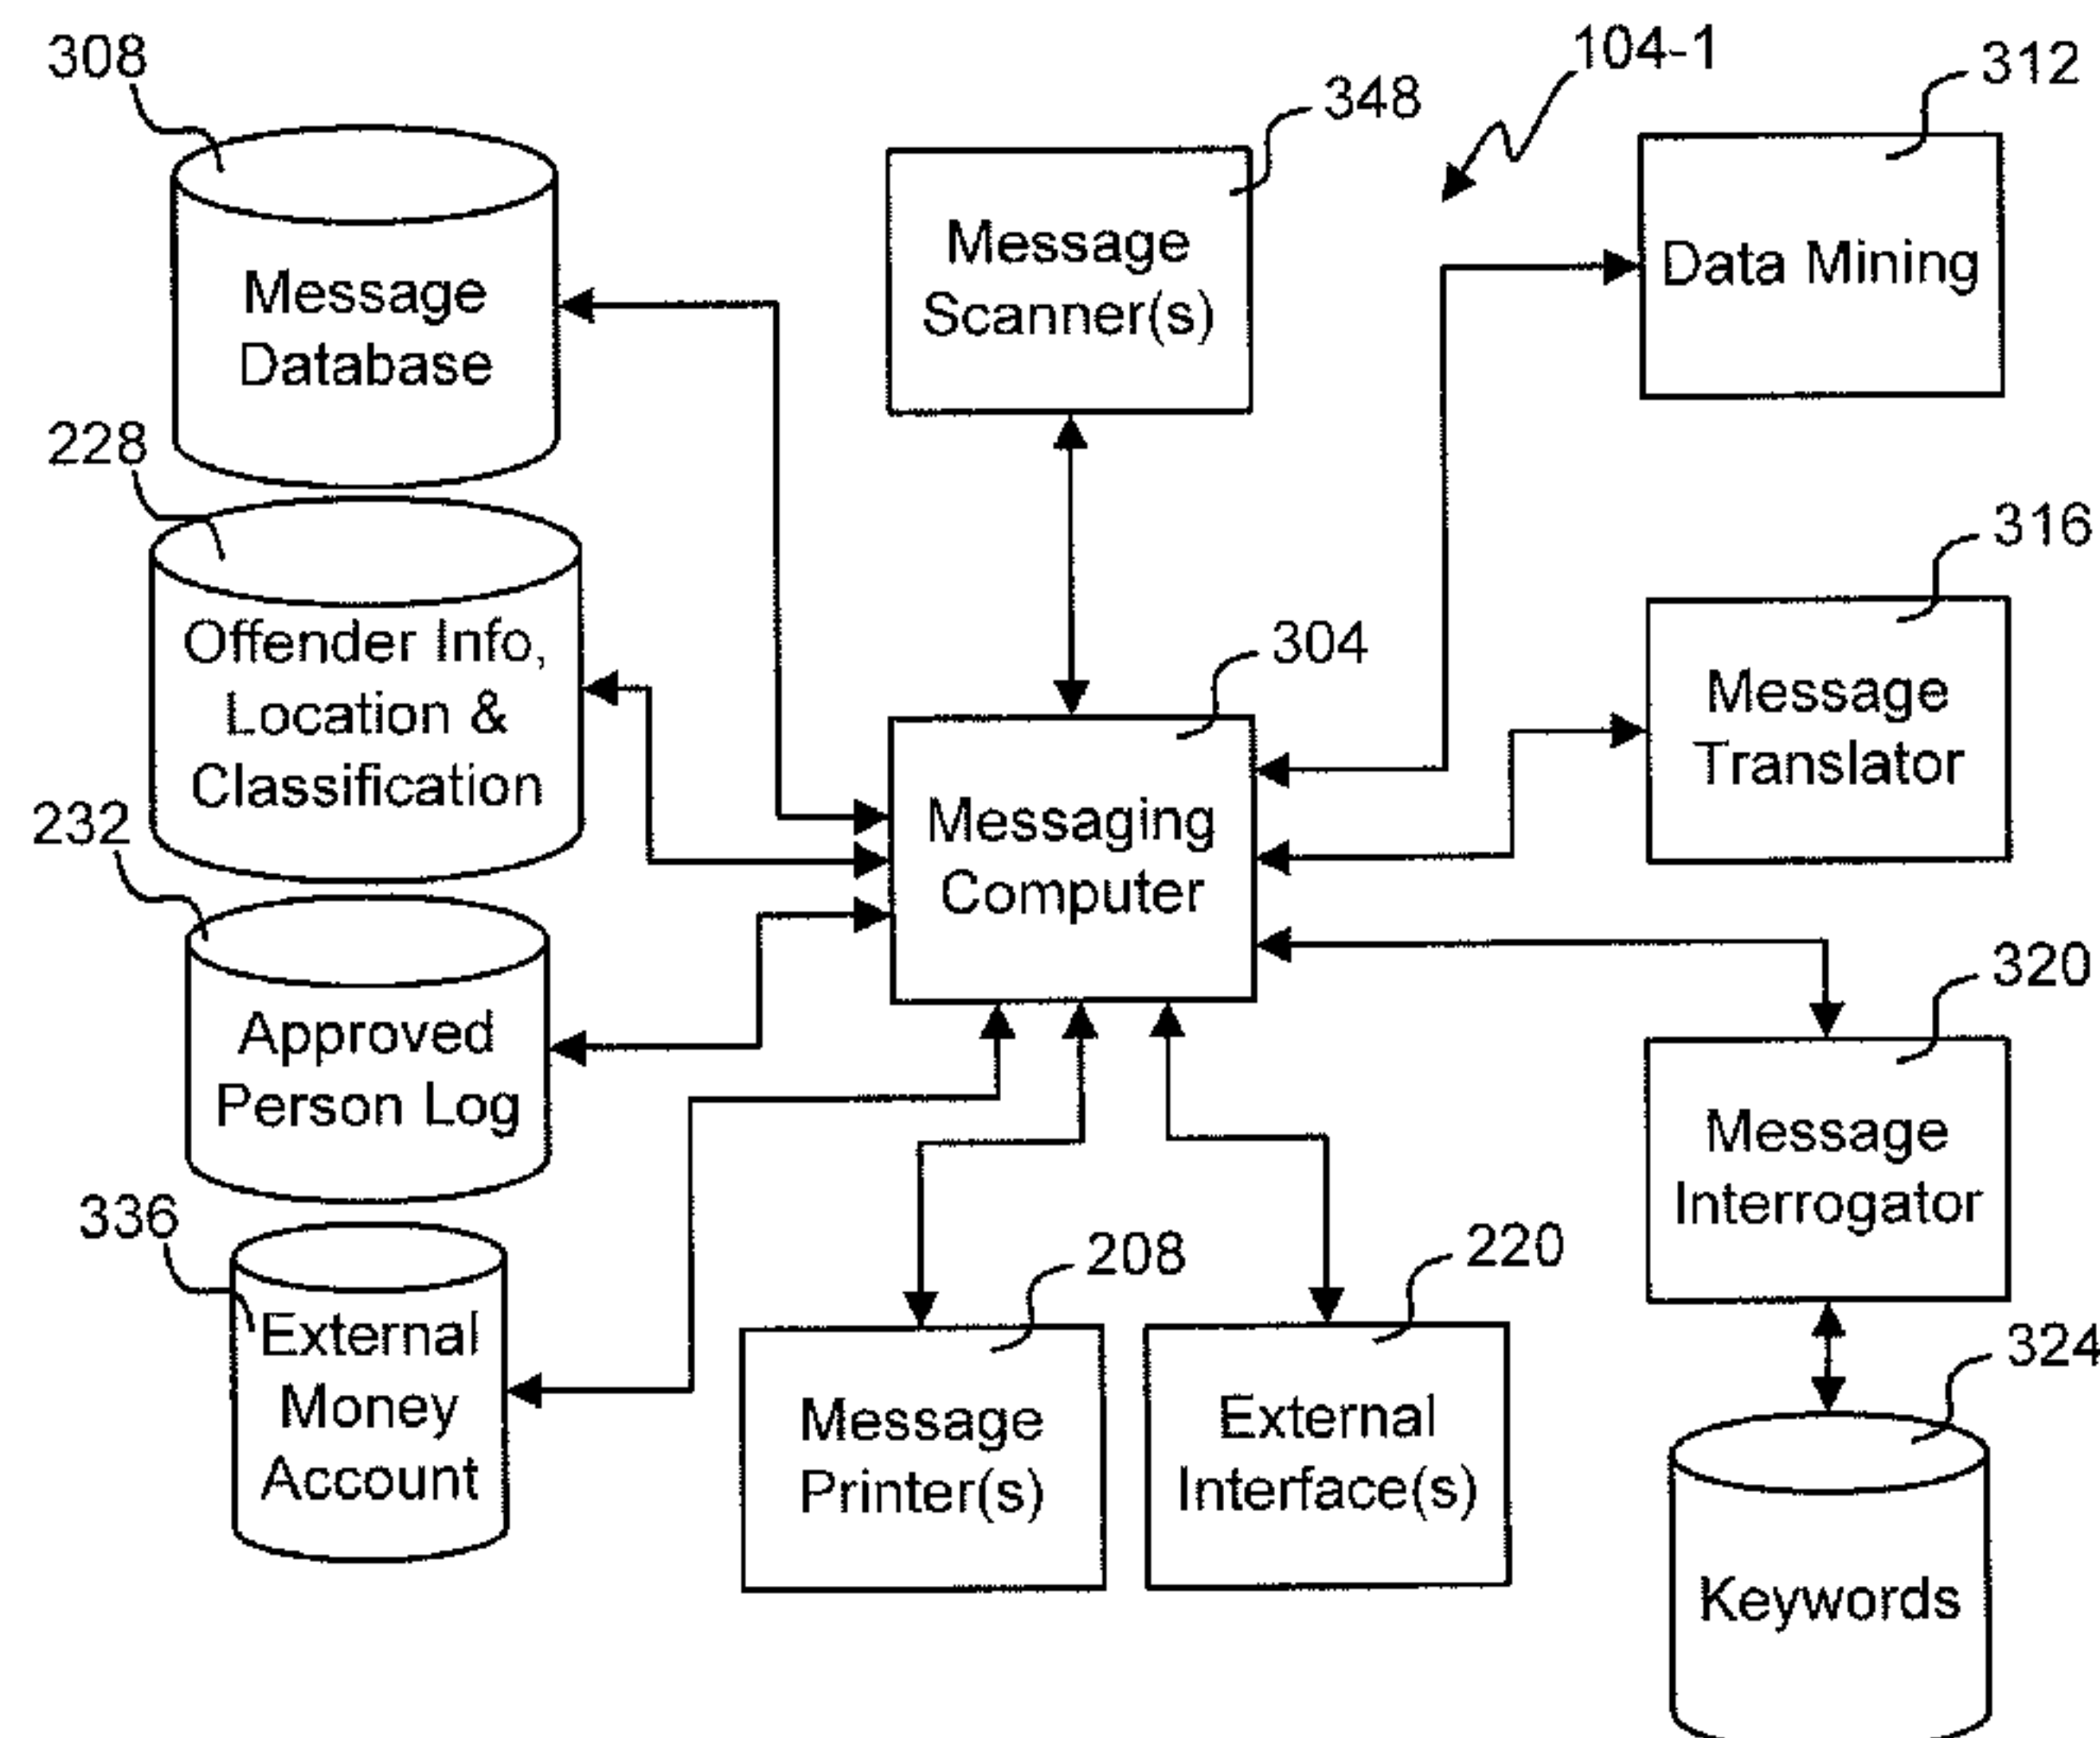 104-1
308
348
312
Message
Database
Message
Scanner(s)
Data Mining
228
Offender Info,
Location &
Classification
316
Message
Translator
304
Messaging
Computer
232
Approved
Person Log
320
Message
Interrogator
336
External
Money
Account
208
Message
Printer(s)
220
External
Interface(s)
324
Keywords